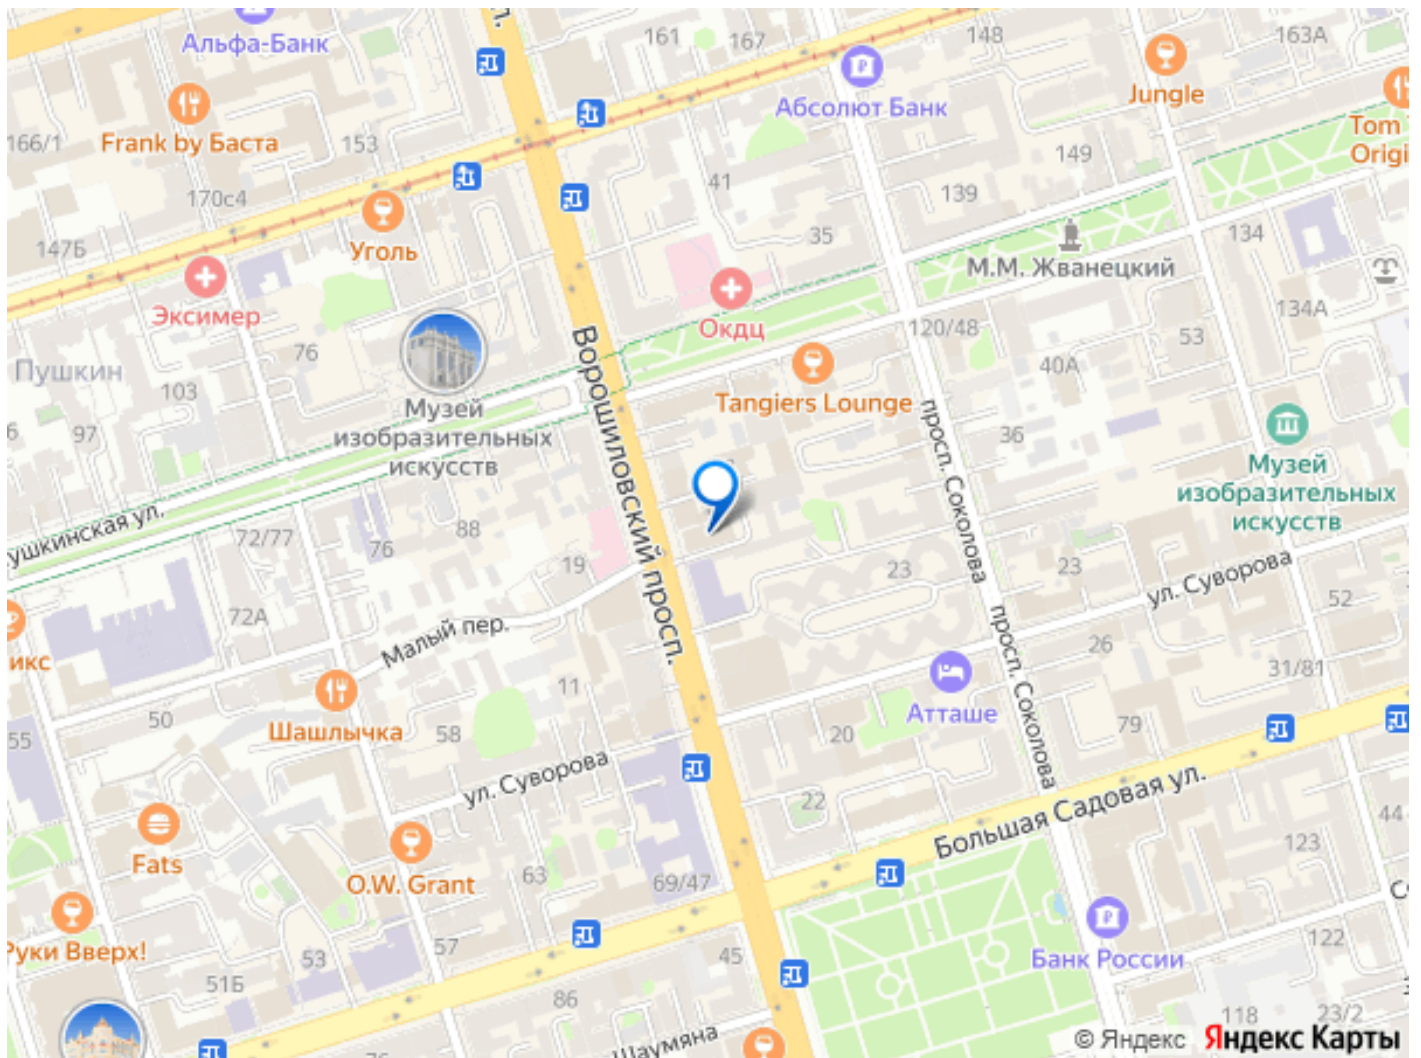 Альфа-Банк
161
167
148
163А
Абсолют Банк
Jungle
Frank by Баста
166/1
153
Tom
Origi
149
41
139
170с4
147Б
Уголь
35
134
М.М. Жванецкий
Эксимер
Окдц
134А
120/48
53
76
Пушкин
40А
103
Tangiers Lounge
Музей
изобразительных
искусств
Ворошиловский просп.
просп. Соколова
97
36
Музей
изобразительных
искусств
ушкинская ул.
88
72/77
76
19
23
23
ул. Суворова
52
72А
Малый пер.
просп. Соколова
26
икс
31/81
11
Атташе
50
Шашлычка
58
55
20
79
ул. Суворова
22
Большая Садовая ул.
44
123
Fats
O.W. Grant
63
69/47
Руки Вверх!
57
53
45
122
Банк России
51Б
86
118
23/2
Шаумяна
© Яндекс Яндекс Карты